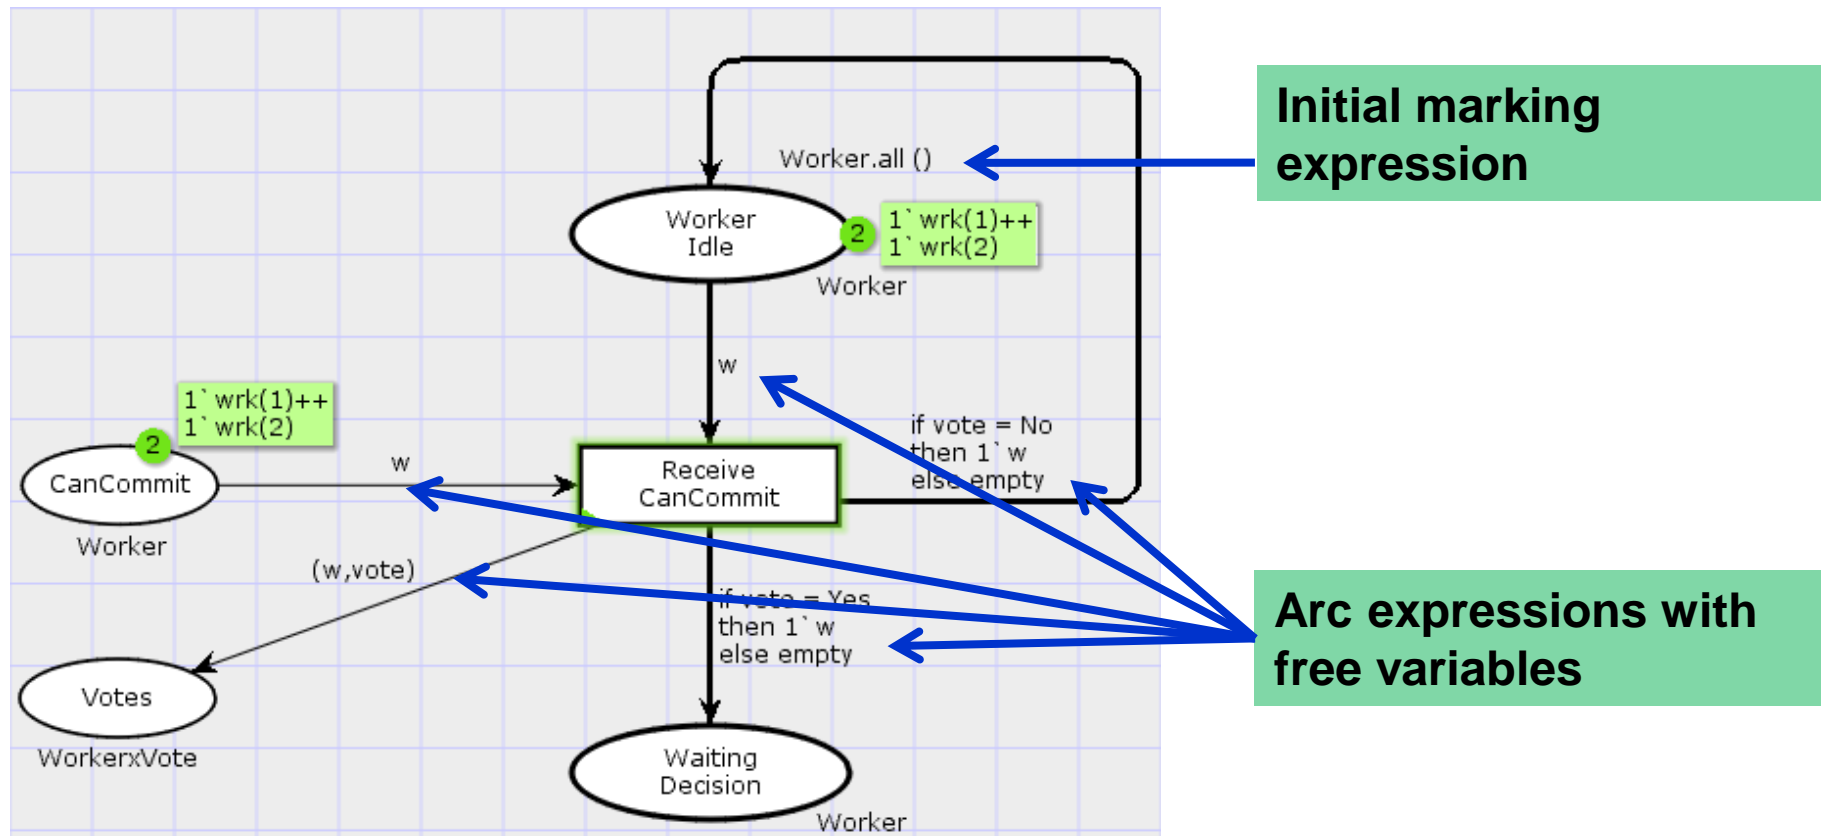 Initial marking
expression
Worker.all ()
Worker
Idle
2
1`wrk(1)++
1`wrk(2)
Worker
w
1`wrk(1)++
1`wrk(2)
2
CanCommit
Worker
w
Receive
CanCommit
if vote = No
then 1`w
else empty
(w,vote)
if vote = Yes
then 1`w
else empty
Arc expressions with
free variables
Votes
WorkerxVote
Waiting
Decision
Worker